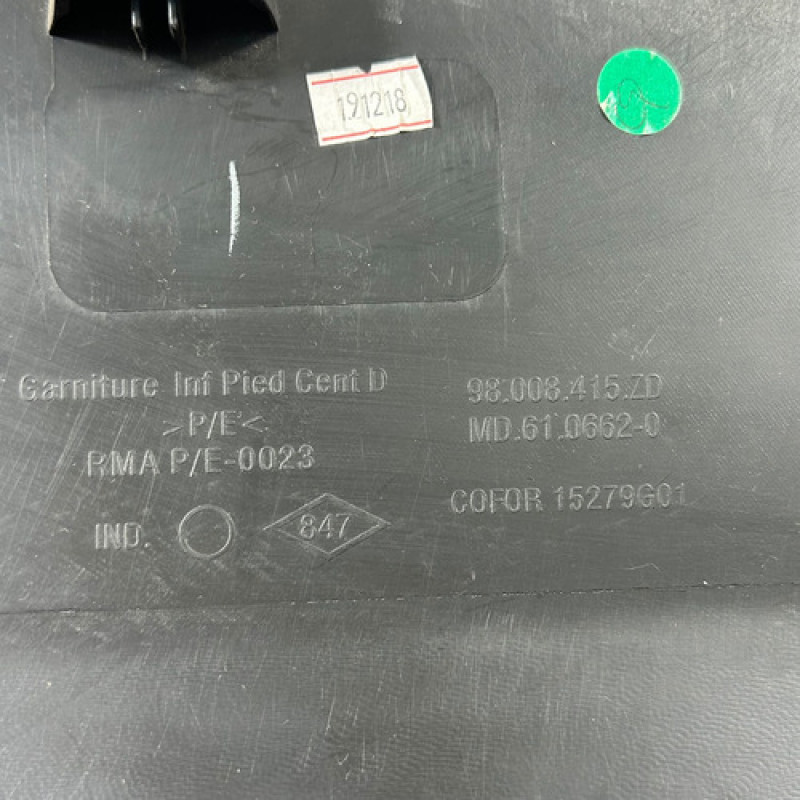 191218
Garniture Inf Pied Cent D
>P/E<
RMA P/E-0023
IND.
847
98.008.415.ZD
MD.61.0662-0
COFOR 15279G01